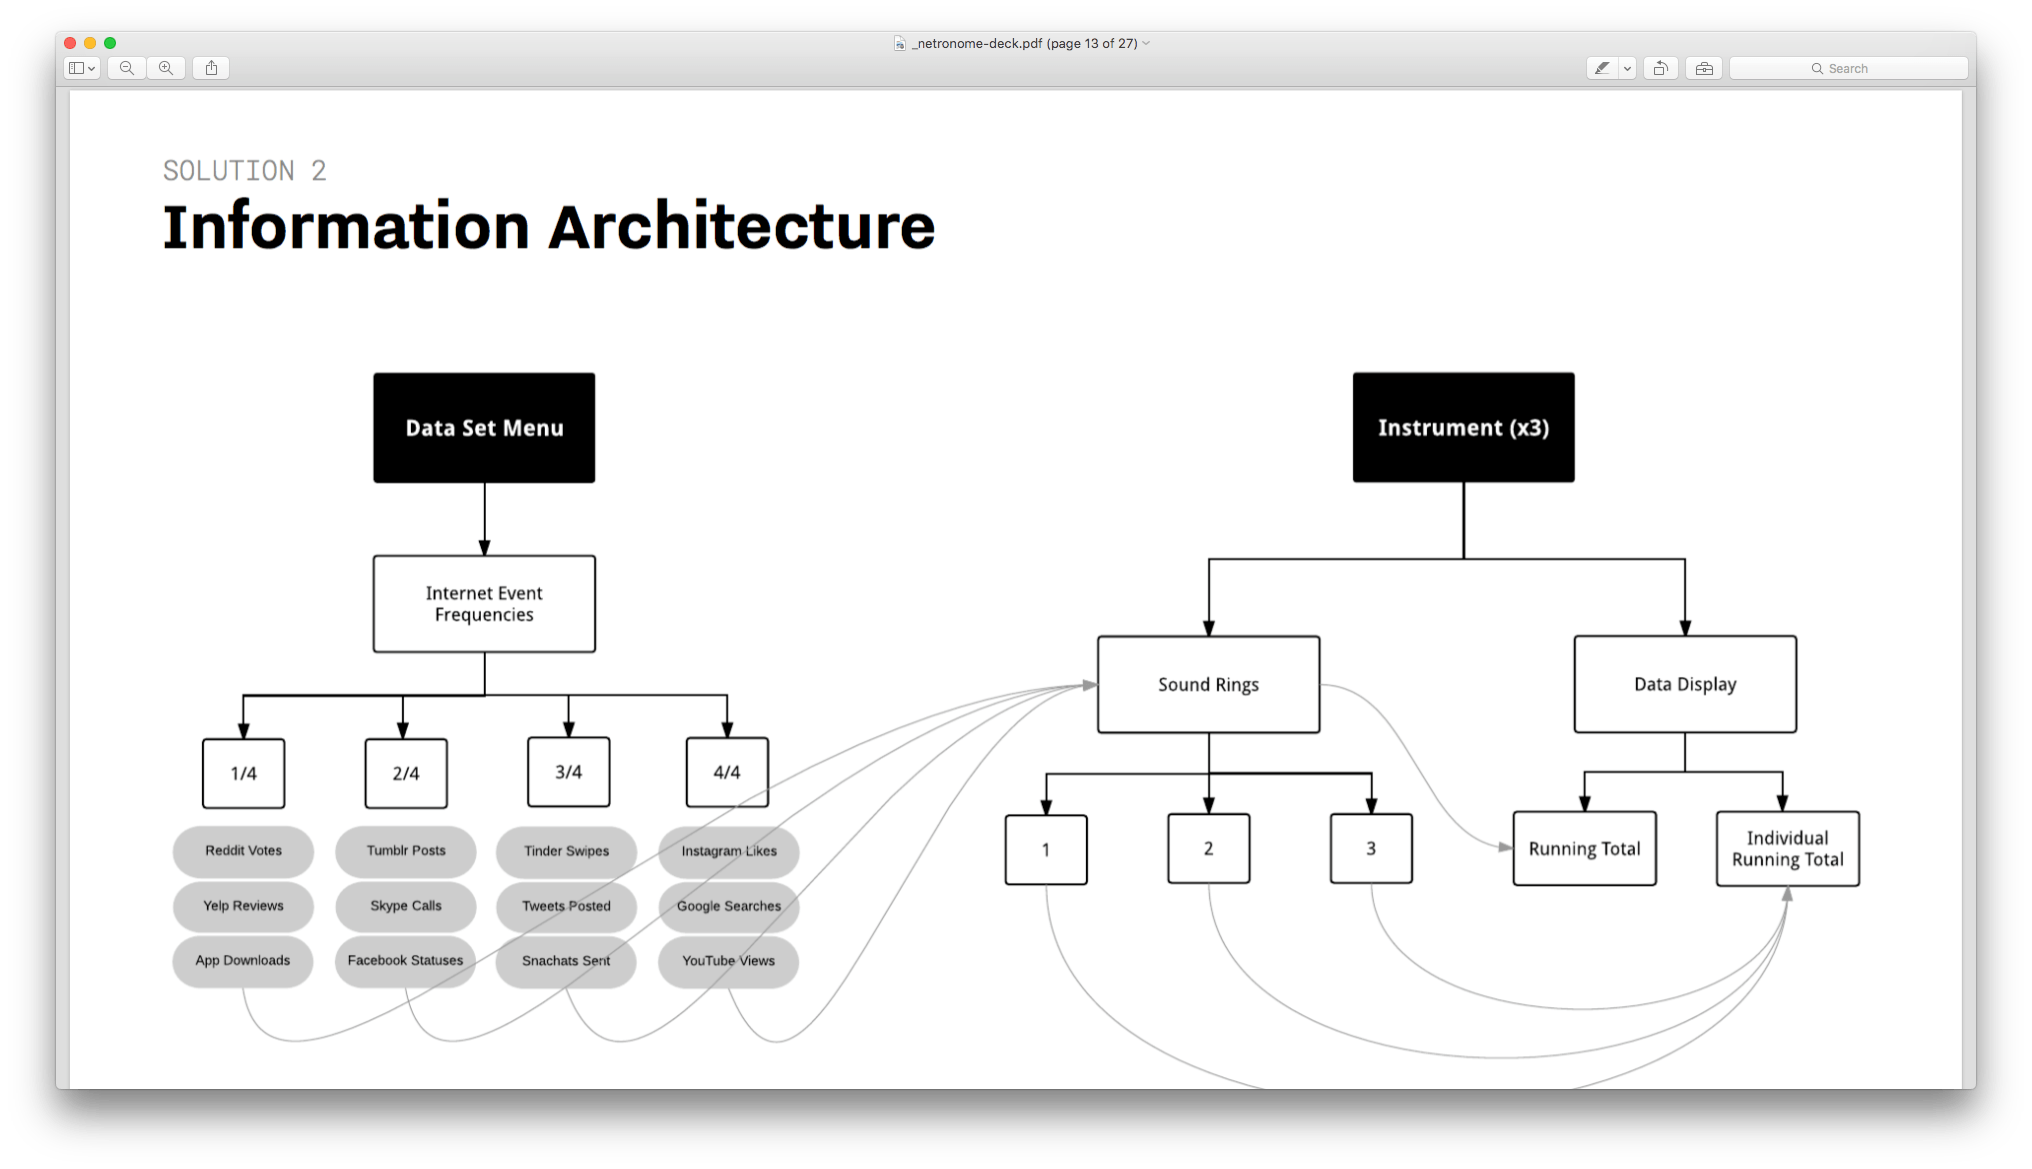 _netronome-deck.pdf (page 13 of 27)
Search
SOLUTION 2
Information Architecture
Data Set Menu
Internet Event
Frequencies
1/4
2/4
3/4
4/4
Reddit Votes
Tumblr Posts
Tinder Swipes
Instagram Likes
Yelp Reviews
Skype Calls
Tweets Posted
Google Searches
App Downloads
Facebook Statuses
Snachats Sent
YouTube Views
Instrument (x3)
Sound Rings
Data Display
1
2
3
Running Total
Individual
Running Total